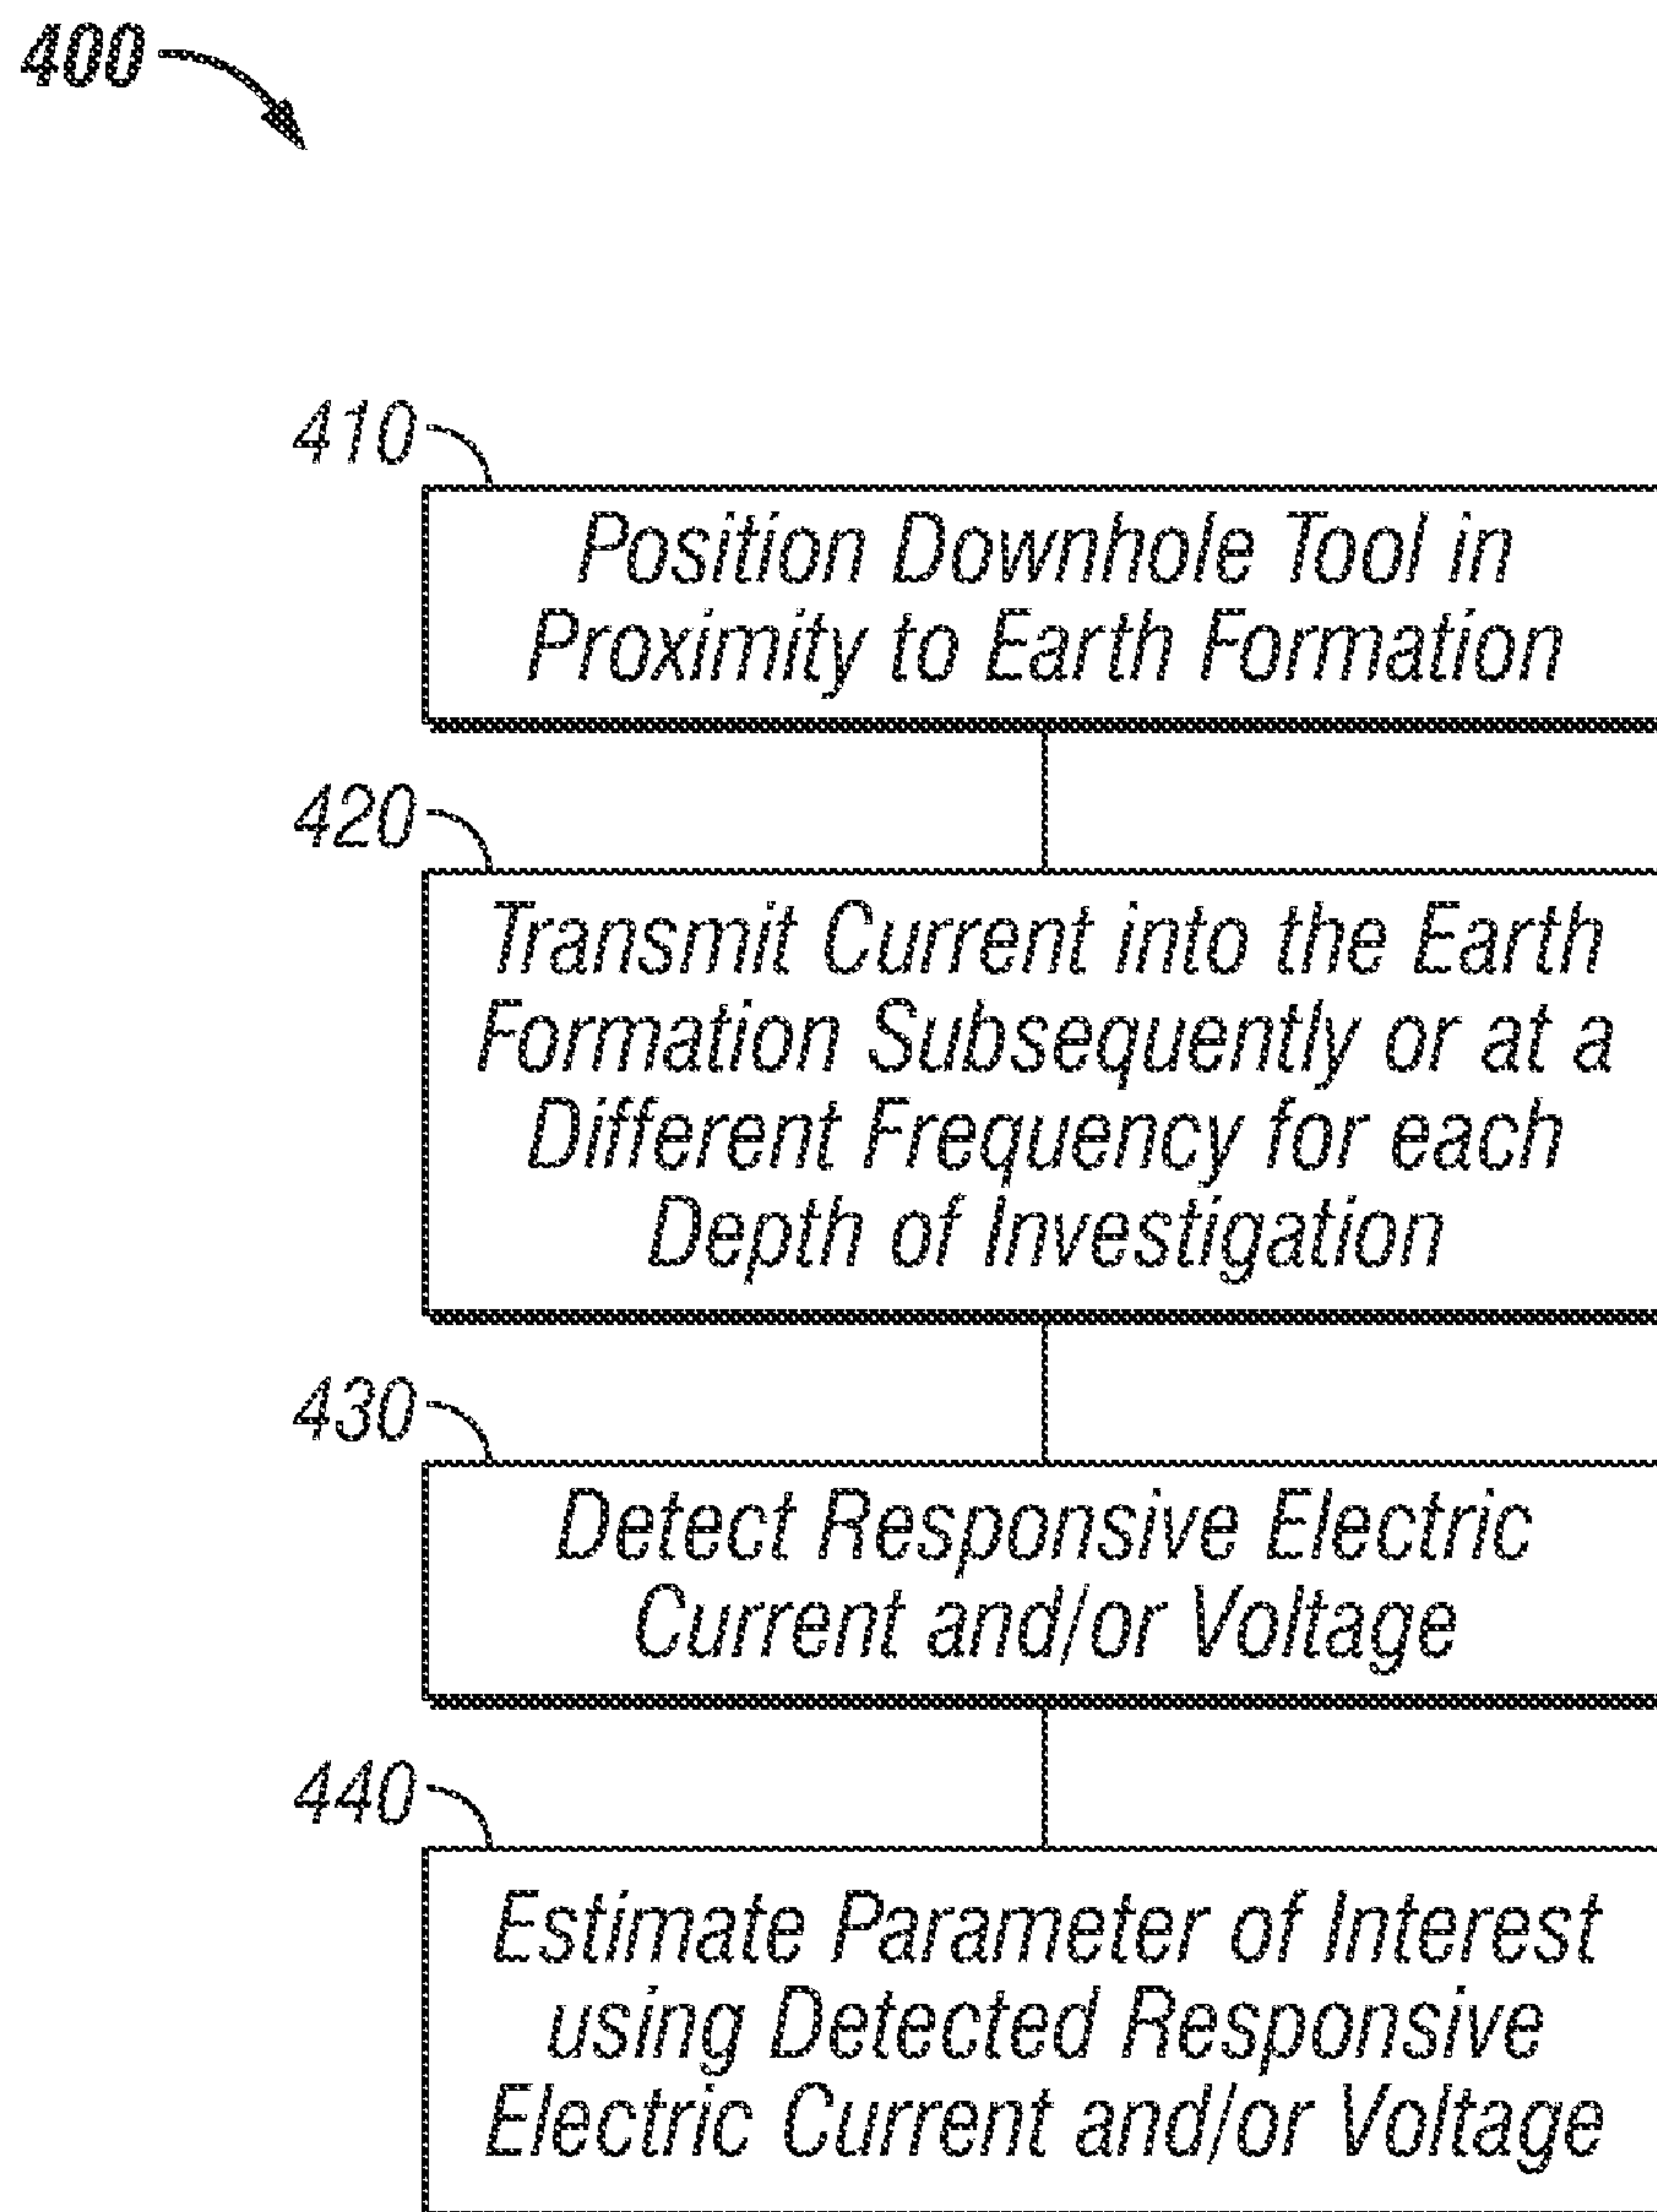 400
410
Position Downhole Tool in
Proximity to Earth Formation
420
Transmit Current into the Earth
Formation Subsequently or at a
Different Frequency for each
Depth of Investigation
430
Detect Responsive Electric
Current and/or Voltage
440
Estimate Parameter of Interest
using Detected Responsive
Electric Current and/or Voltage